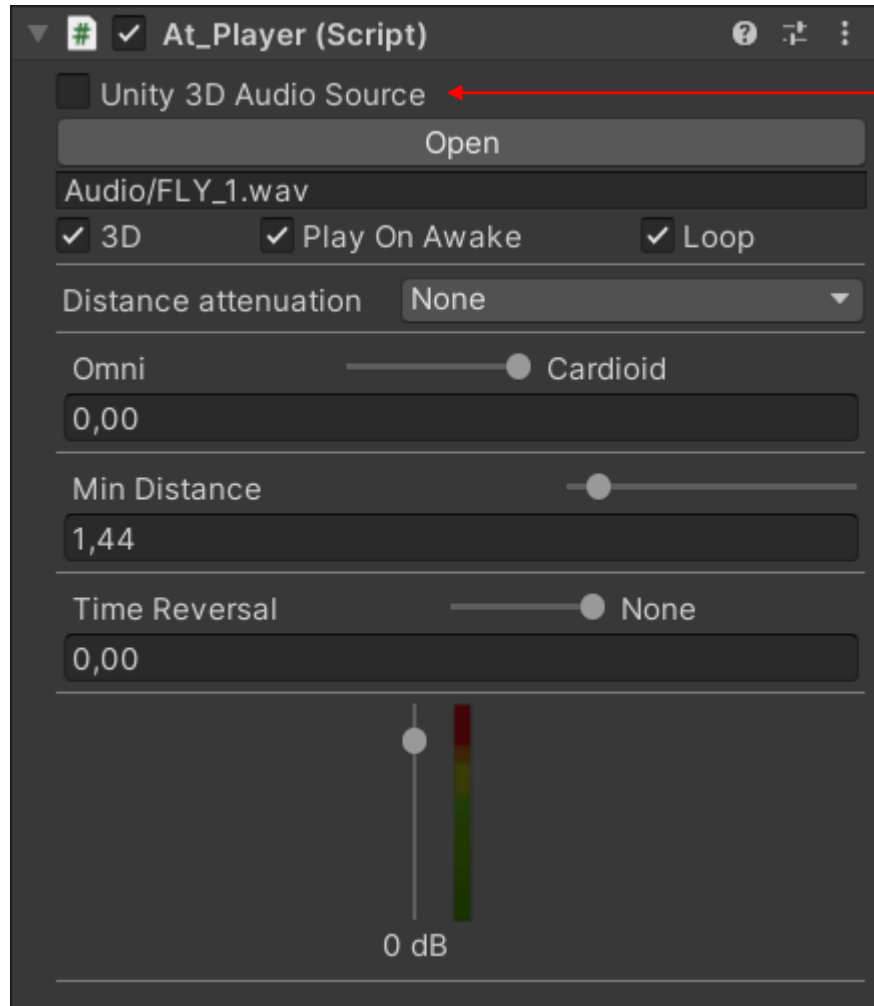 # At_Player (Script) ?
Unity 3D Audio Source
Open
Audio/FLY_1.wav
3D Play On Awake Loop
Distance attenuation None
Omni Cardioid
0,00
Min Distance
1,44
Time Reversal None
0,00
0 dB